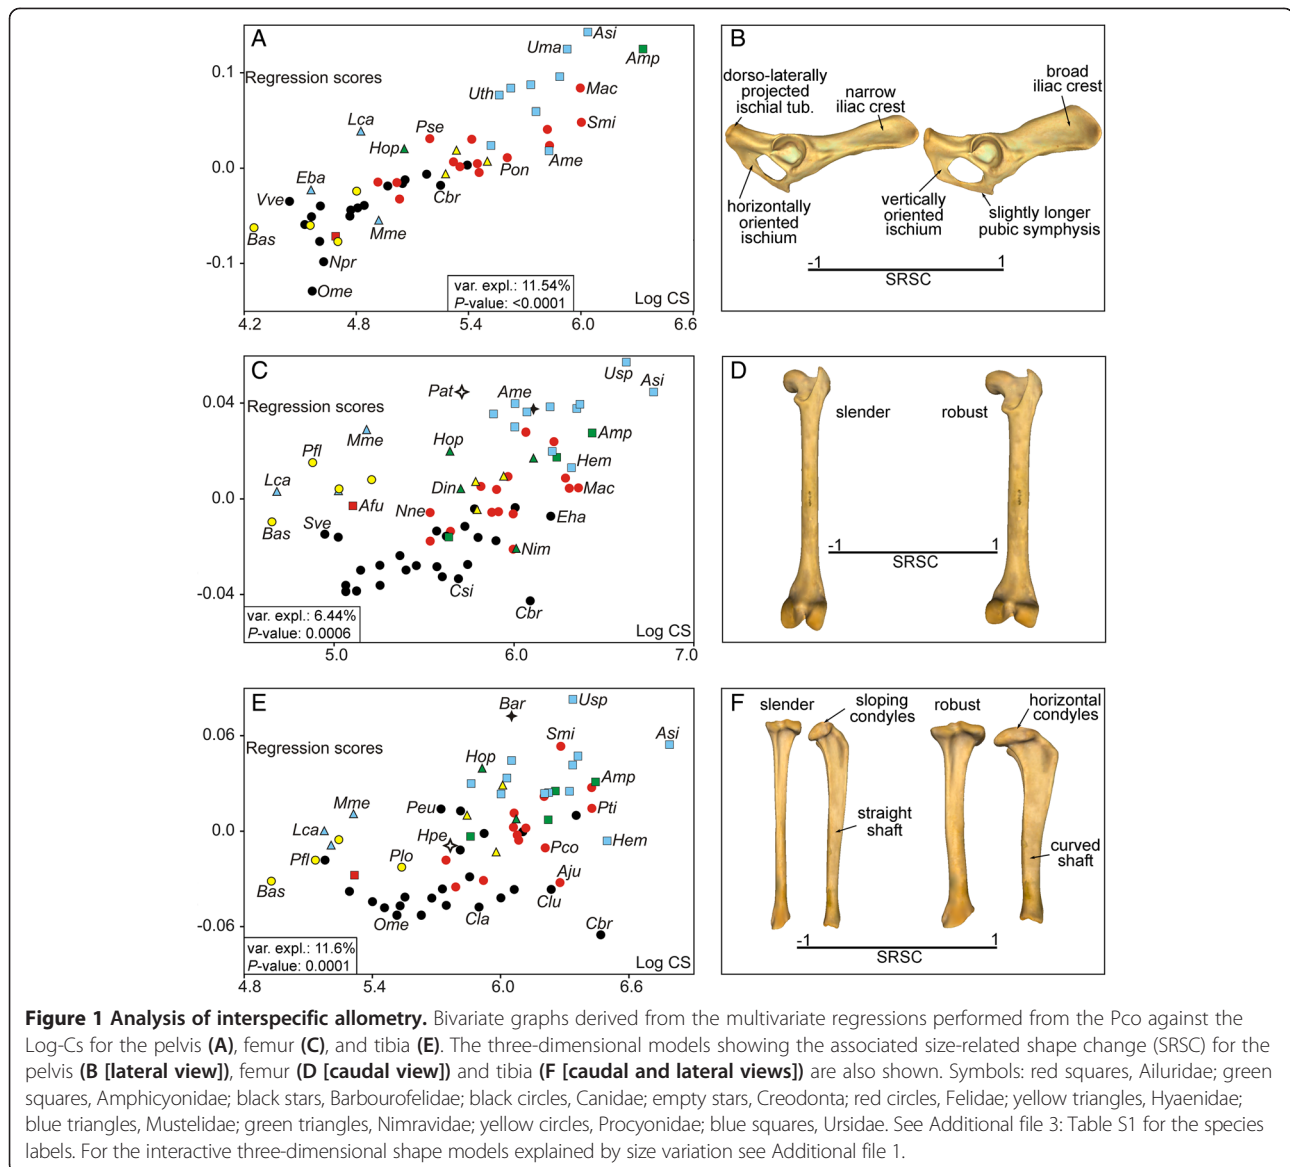 A
Regression scores
0.1
0.0
-0.1
Asi
Uma
Amp
Uth
Mac
Lca
Pse
Smi
Hop
Ame
Pon
Eba
Cbr
Vve
Mme
Bas
Npr
Ome
var. expl.: 11.54%
P-value: <0.0001
Log CS
4.2 4.8 5.4 6.0 6.6
B
dorso-laterally
projected
ischial tub.
narrow
iliac crest
broad
iliac crest
horizontally
oriented
ischium
vertically
oriented
ischium
slightly longer
pubic symphysis
-1 1
SRSC
C
Regression scores
0.04
0.0
-0.04
Usp
Asi
Pat
Ame
Mme
Hop
Amp
Pfl
Hem
Lca
Din
Mac
Afu
Nne
Eha
Bas
Sve
Nim
Csi
Cbr
var. expl.: 6.44%
P-value: 0.0006
Log CS
5.0 6.0 7.0
D
slender
robust
-1 1
SRSC
E
Regression scores
0.06
0.0
-0.06
Bar
Usp
Smi
Asi
Hop
Amp
Mme
Peu
Pti
Lca
Hpe
Hem
Pfl
Plo
Pco
Bas
Aju
Ome
Cla
Clu
Cbr
var. expl.: 11.6%
P-value: 0.0001
Log CS
4.8 5.4 6.0 6.6
F
slender
sloping
condyles
robust
horizontal
condyles
straight
shaft
curved
shaft
-1 1
SRSC
Figure 1 Analysis of interspecific allometry. Bivariate graphs derived from the multivariate regressions performed from the Pco against the
Log-Cs for the pelvis (A), femur (C), and tibia (E). The three-dimensional models showing the associated size-related shape change (SRSC) for the
pelvis (B [lateral view]), femur (D [caudal view]) and tibia (F [caudal and lateral views]) are also shown. Symbols: red squares, Ailuridae; green
squares, Amphicyonidae; black stars, Barbourofelidae; black circles, Canidae; empty stars, Creodonta; red circles, Felidae; yellow triangles, Hyaenidae;
blue triangles, Mustelidae; green triangles, Nimravidae; yellow circles, Procyonidae; blue squares, Ursidae. See Additional file 3: Table S1 for the species
labels. For the interactive three-dimensional shape models explained by size variation see Additional file 1.